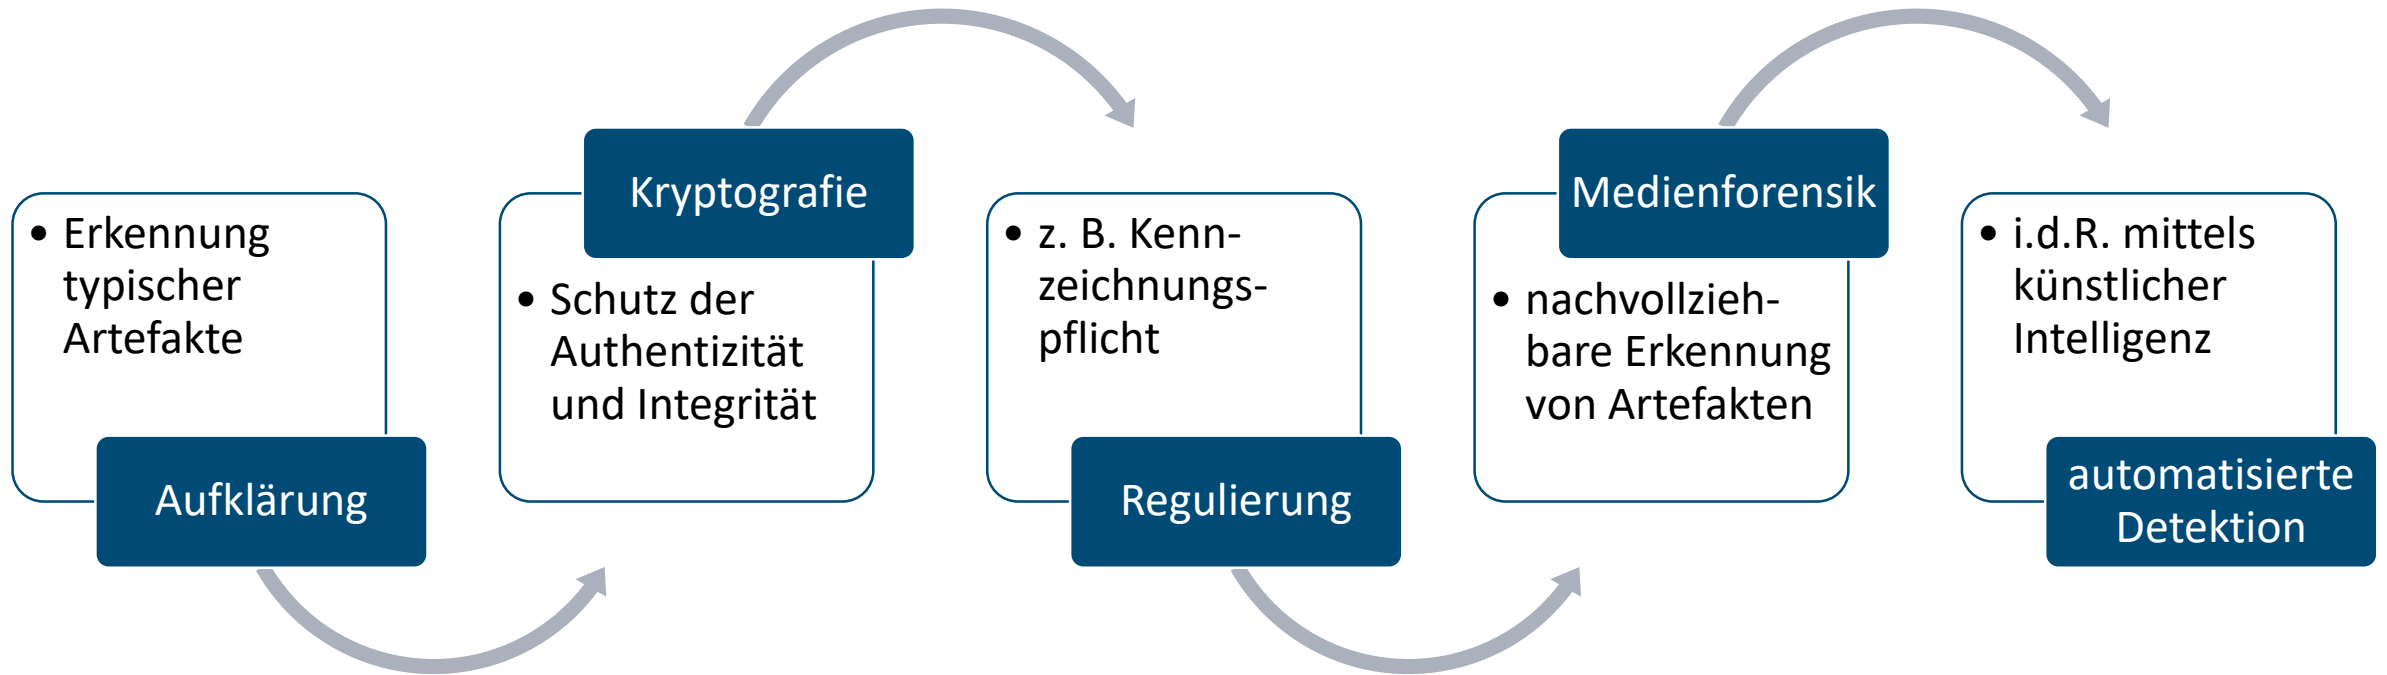 • Erkennung
typischer
Artefakte
Aufklärung
Kryptografie
• Schutz der
Authentizität
und Integrität
• z. B. Kenn-
zeichnungs-
pflicht
Regulierung
Medienforensik
• nachvollzieh-
bare Erkennung
von Artefakten
• i.d.R. mittels
künstlicher
Intelligenz
automatisierte
Detektion